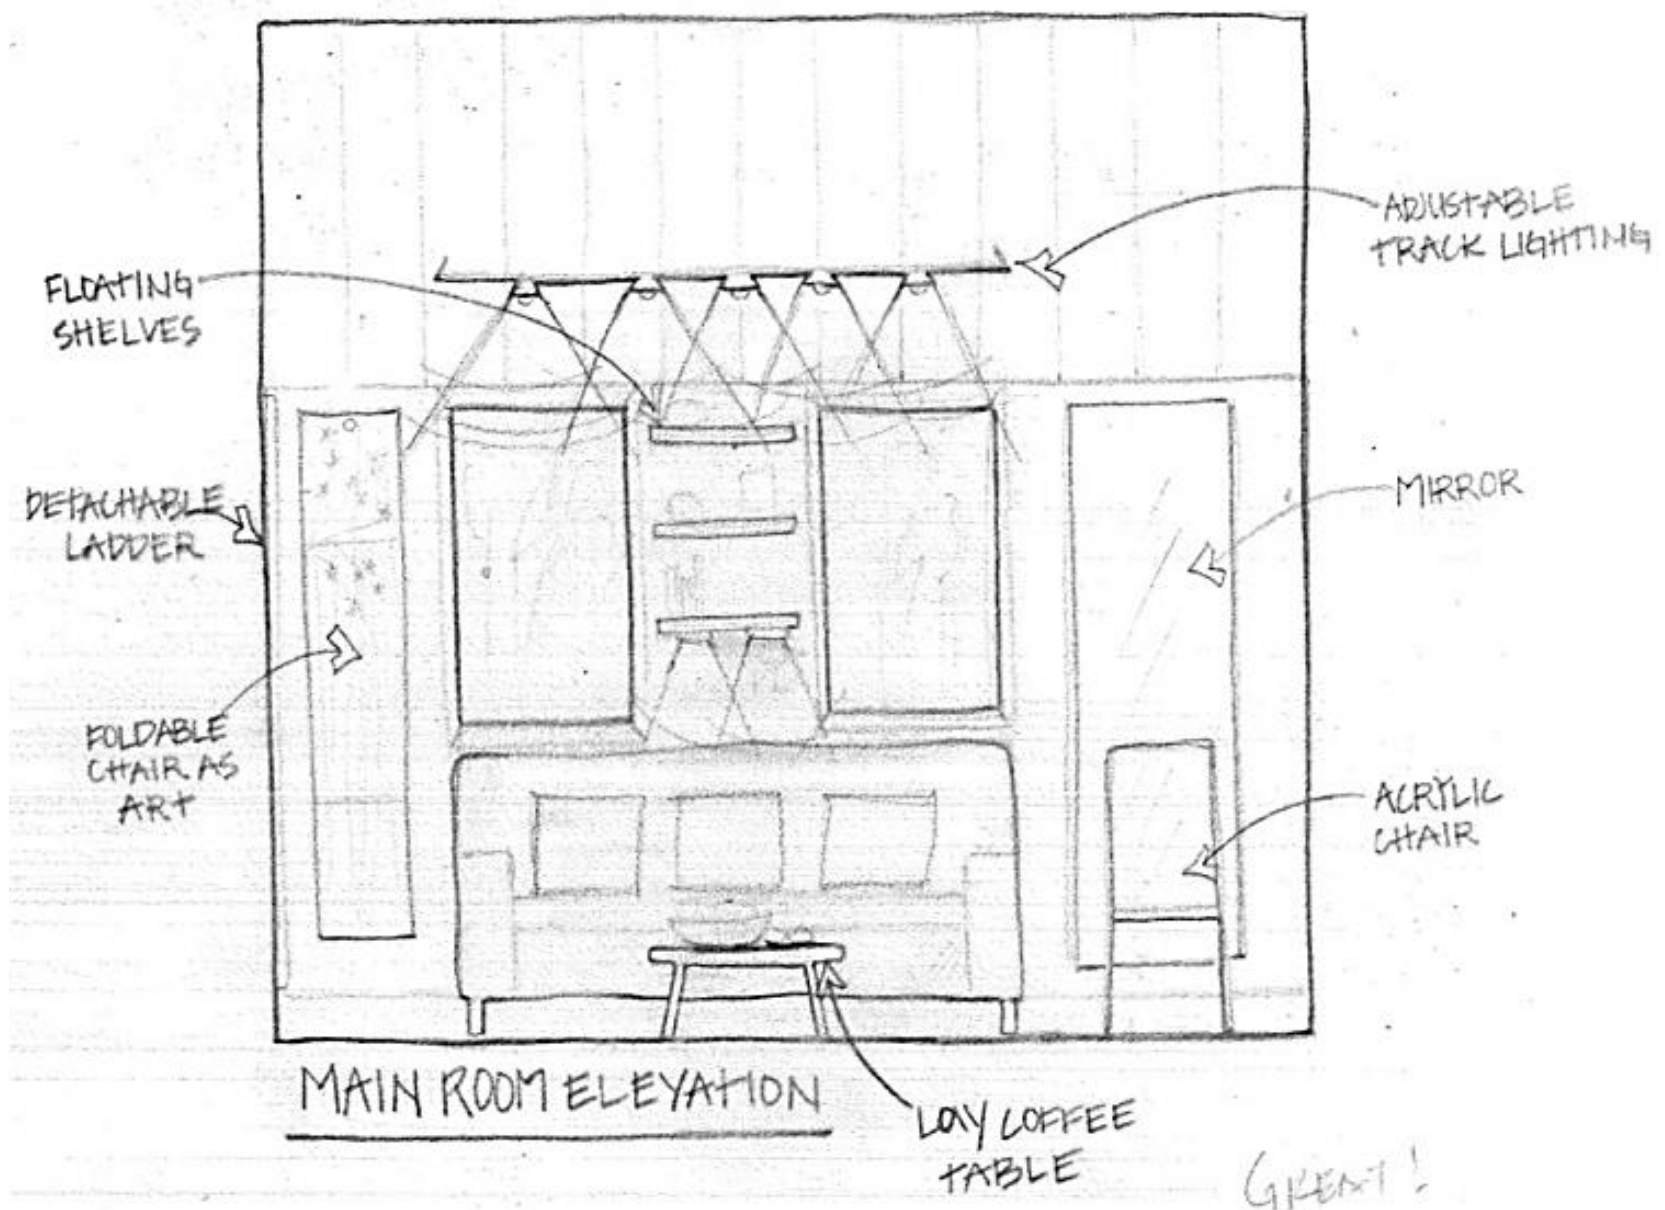 ADJUSTABLE
TRACK LIGHTING
FLOATING
SHELVES
MIRROR
DETACHABLE
LADDER
FOLDABLE
CHAIR AS
ART
ACRYLIC
CHAIR
MAIN ROOM ELEVATION
LOW COFFEE
TABLE
GREAT!